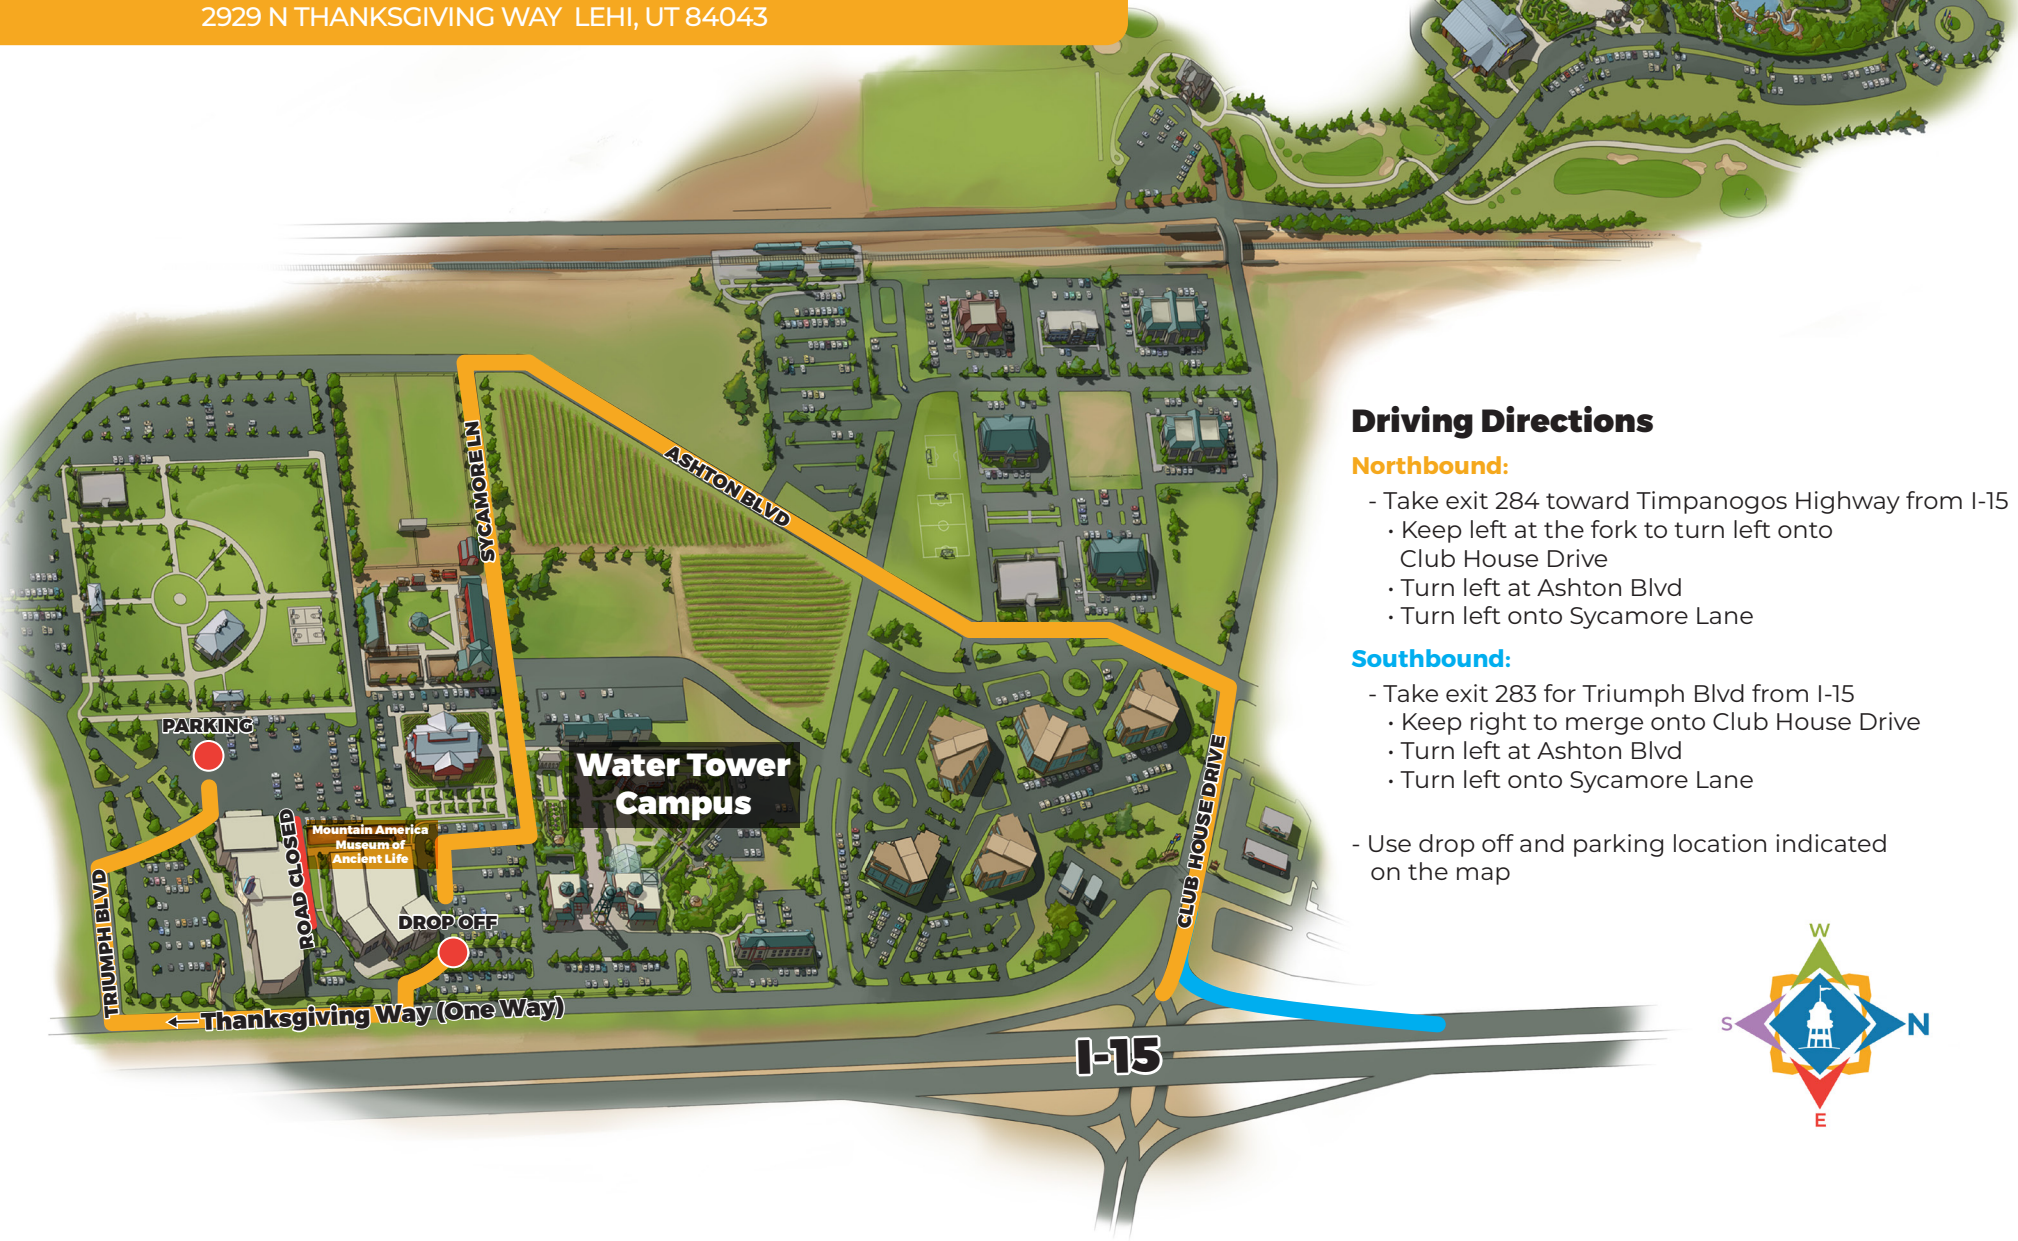 2929 N THANKSGIVING WAY LEHI, UT 84043
SYCAMORE LN
ASHTON BLVD
Driving Directions
Northbound:
- Take exit 284 toward Timpanogos Highway from I-15
• Keep left at the fork to turn left onto
Club House Drive
• Turn left at Ashton Blvd
• Turn left onto Sycamore Lane
Southbound:
- Take exit 283 for Triumph Blvd from I-15
• Keep right to merge onto Club House Drive
• Turn left at Ashton Blvd
• Turn left onto Sycamore Lane
- Use drop off and parking location indicated
on the map
PARKING
Water Tower
Campus
CLUB HOUSE DRIVE
ROAD CLOSED
Mountain America
Museum of
Ancient Life
TRIUMPH BLVD
DROP OFF
←Thanksgiving Way (One Way)
I-15
W
S
N
E